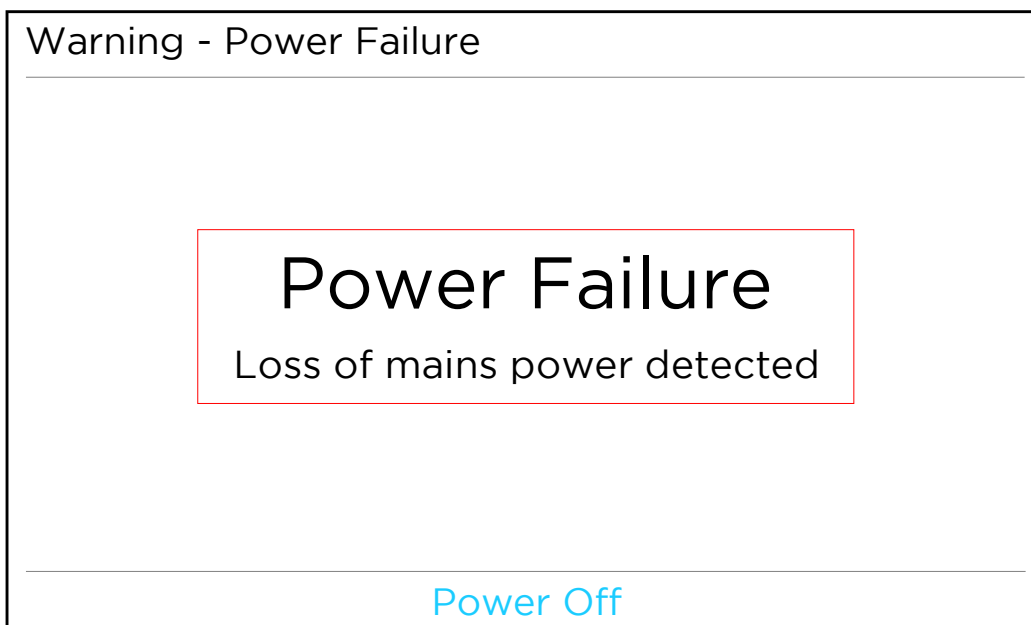 Warning - Power Failure
Power Failure
Loss of mains power detected
Power Off